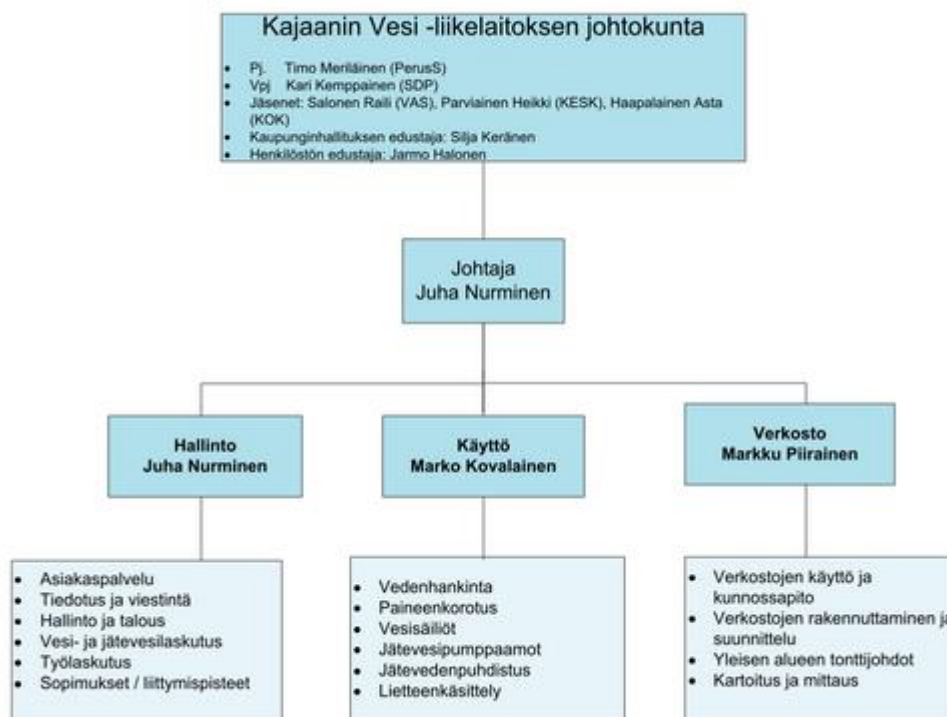 Kajaanin Vesi -liikelaitoksen johtokunta
• Pj. Timo Meriläinen (PerusS)
• Vpj Kari Kemppainen (SDP)
• Jäsenet: Salonen Raili (VAS), Parviainen Heikki (KESK), Haapalainen Asta
(KOK)
• Kaupunginhallituksen edustaja: Silja Keränen
• Henkilöstön edustaja: Jarmo Halonen
Johtaja
Juha Nurminen
Hallinto
Juha Nurminen
Käyttö
Marko Kovalainen
Verkosto
Markku Piirainen
• Asiakaspalvelu
• Tiedotus ja viestintä
• Hallinto ja talous
• Vesi- ja jätevesilaskutus
• Työlaskutus
• Sopimukset / liittymispisteet
• Vedenhankinta
• Paineenkorotus
• Vesisäiliöt
• Jätevesipumppaamot
• Jätevedenpuhdistus
• Lietteenkäsittely
• Verkostojen käyttö ja
kunnossapito
• Verkostojen rakennuttaminen ja
suunnittelu
• Yleisen alueen tonttijohdot
• Kartoitus ja mittaus